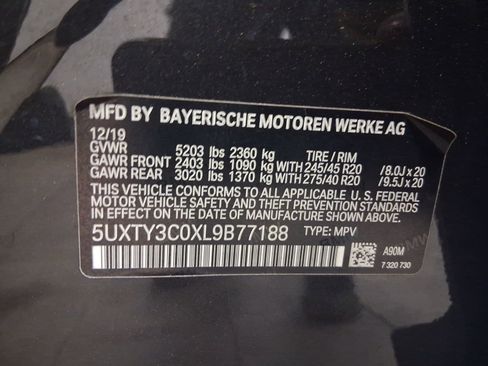 MFD BY BAYERISCHE MOTOREN WERKE AG
12/19
GVWR 5203 lbs 2360 kg TIRE / RIM
GAWR FRONT 2403 lbs 1090 kg WITH 245/45 R20 /8.0J x 20
GAWR REAR 3020 lbs 1370 kg WITH 275/40 R20 /9.5J x 20
THIS VEHICLE CONFORMS TO ALL APPLICABLE U. S. FEDERAL
MOTOR VEHICLE SAFETY, BUMPER, AND THEFT PREVENTION
STANDARDS IN EFFECT ON THE DATE OF MANUFACTURE SHOWN ABOVE.
5UXTY3C0XL9B77188 TYPE: MPV
A90M
7 320 730